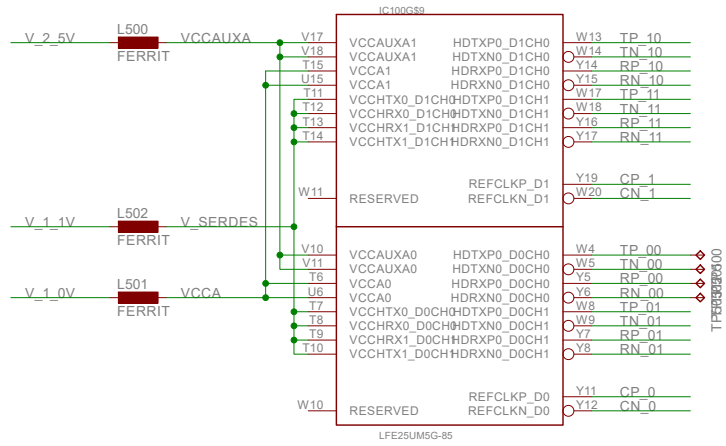 IC100G$9
V_2_5V L500 FERRIT VCCAUXA
V_1_1V L502 FERRIT V_SERDES
V_1_0V L501 FERRIT VCCA
V17 VCCAUXA1 HDTXP0_D1CH0 W13 TP_10
V18 VCCAUXA1 HDTXN0_D1CH0 W14 TN_10
T15 VCCA1 HDRXP0_D1CH0 Y14 RP_10
U15 VCCA1 HDRXN0_D1CH0 Y15 RN_10
T11 VCCHTX0_D1CH0 HDTXP0_D1CH1 W17 TP_11
T12 VCCHRX0_D1CH0 HDTXN0_D1CH1 W18 TN_11
T13 VCCHRX1_D1CH1 HDRXP0_D1CH1 Y16 RP_11
T14 VCCHTX1_D1CH1 HDRXN0_D1CH1 Y17 RN_11
REFCLKP_D1 Y19 CP_1
W11 RESERVED REFCLKN_D1 W20 CN_1
V10 VCCAUXA0 HDTXP0_D0CH0 W4 TP_00
V11 VCCAUXA0 HDTXN0_D0CH0 W5 TN_00
T6 VCCA0 HDRXP0_D0CH0 Y5 RP_00
U6 VCCA0 HDRXN0_D0CH0 Y6 RN_00
T7 VCCHTX0_D0CH0 HDTXP0_D0CH1 W8 TP_01
T8 VCCHRX0_D0CH0 HDTXN0_D0CH1 W9 TN_01
T9 VCCHRX1_D0CH1 HDRXP0_D0CH1 Y7 RP_01
T10 VCCHTX1_D0CH1 HDRXN0_D0CH1 Y8 RN_01
REFCLKP_D0 Y11 CP_0
W10 RESERVED REFCLKN_D0 Y12 CN_0
LFE25UM5G-85